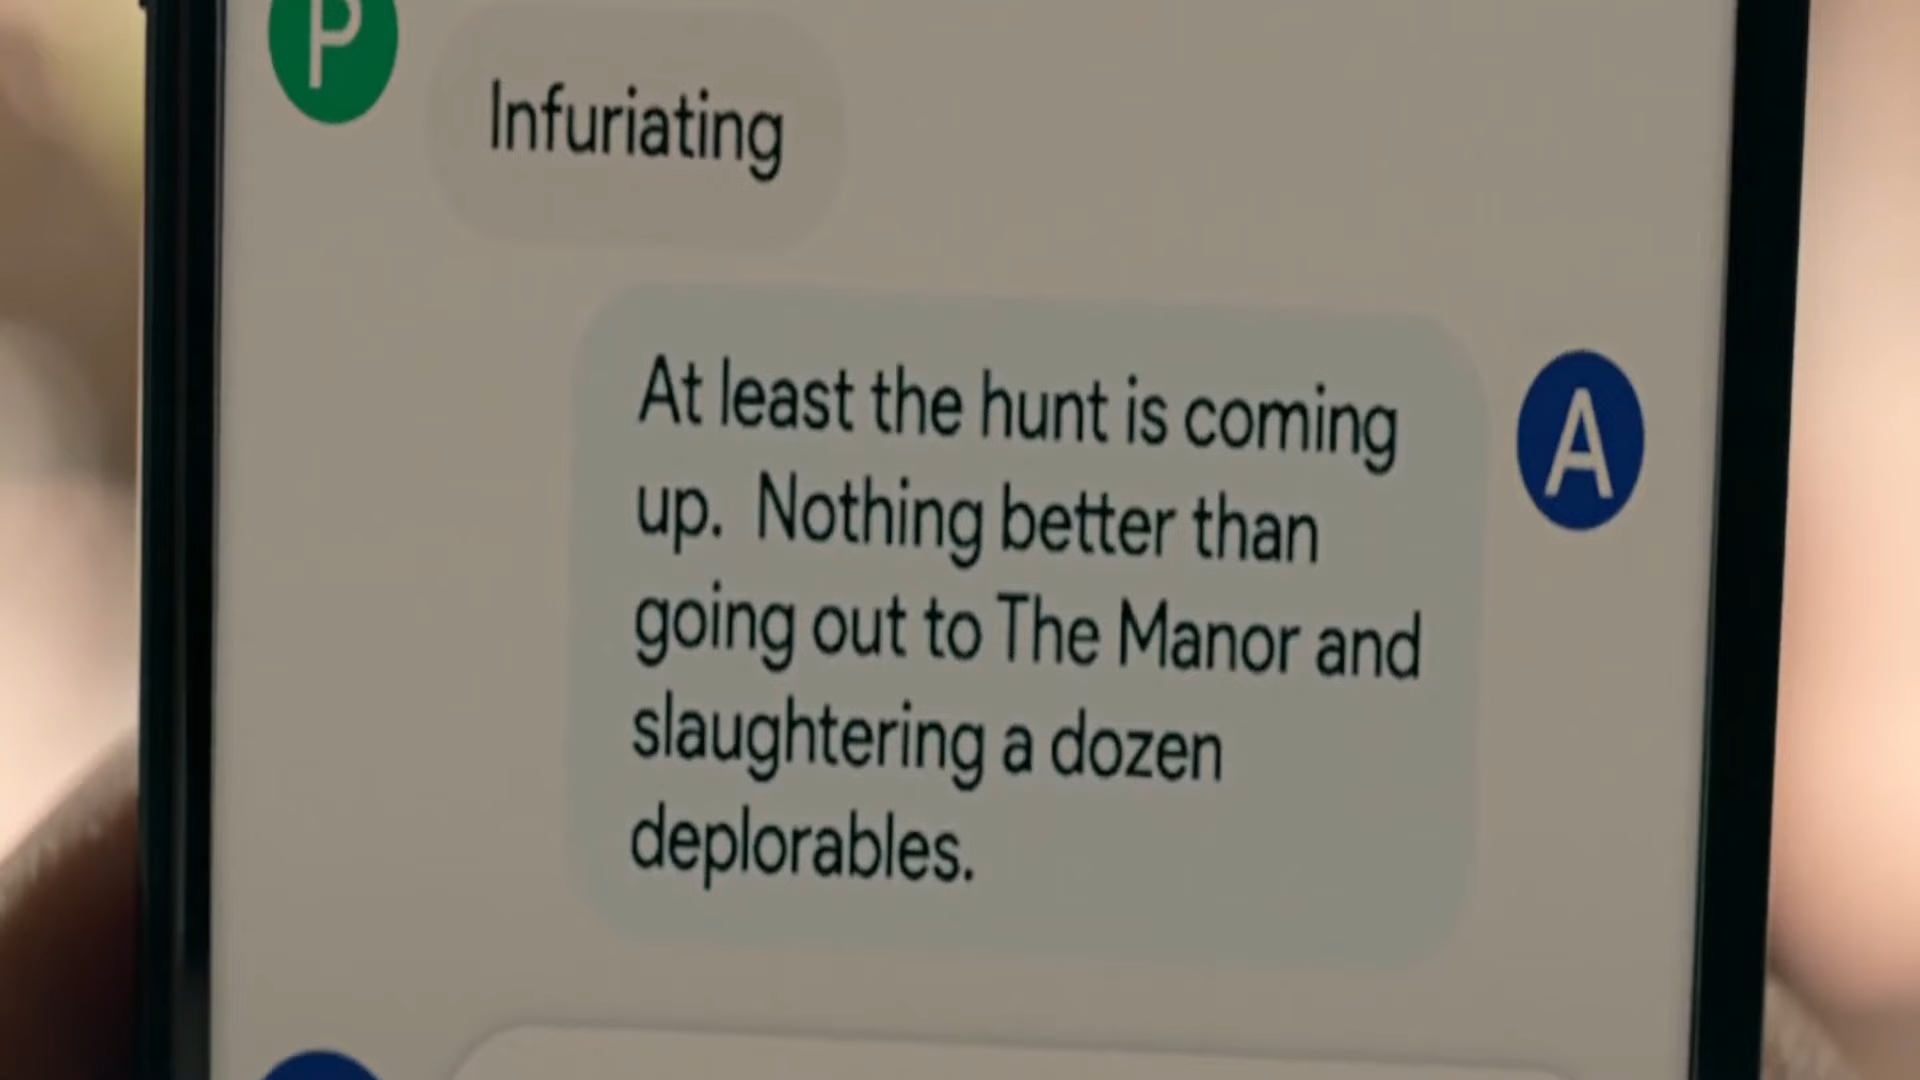 P
Infuriating
At least the hunt is coming
A
up.  Nothing better than
going out to The Manor and
slaughtering a dozen
deplorables.